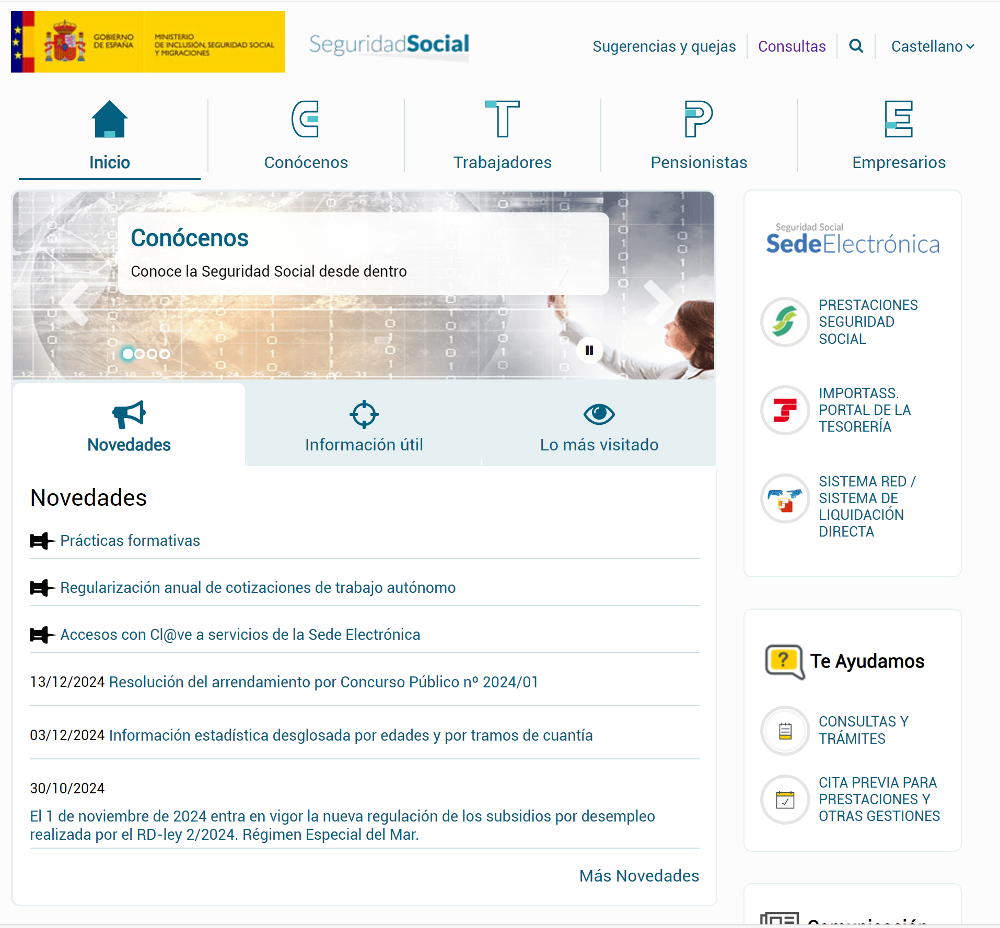 GOBIERNO
DE ESPAÑA
MINISTERIO
DE INCLUSIÓN, SEGURIDAD SOCIAL
Y MIGRACIONES
SeguridadSocial
Sugerencias y quejas
Consultas
Castellano
Inicio
Conócenos
Trabajadores
Pensionistas
Empresarios
Conócenos
Conoce la Seguridad Social desde dentro
Novedades
Información útil
Lo más visitado
Novedades
Prácticas formativas
Regularización anual de cotizaciones de trabajo autónomo
Accesos con Cl@ve a servicios de la Sede Electrónica
13/12/2024 Resolución del arrendamiento por Concurso Público nº 2024/01
03/12/2024 Información estadística desglosada por edades y por tramos de cuantía
30/10/2024
El 1 de noviembre de 2024 entra en vigor la nueva regulación de los subsidios por desempleo
realizada por el RD-ley 2/2024. Régimen Especial del Mar.
Más Novedades
Seguridad Social
SedeElectrónica
PRESTACIONES
SEGURIDAD
SOCIAL
IMPORTASS.
PORTAL DE LA
TESORERÍA
SISTEMA RED /
SISTEMA DE
LIQUIDACIÓN
DIRECTA
Te Ayudamos
CONSULTAS Y
TRÁMITES
CITA PREVIA PARA
PRESTACIONES Y
OTRAS GESTIONES
Comunicación